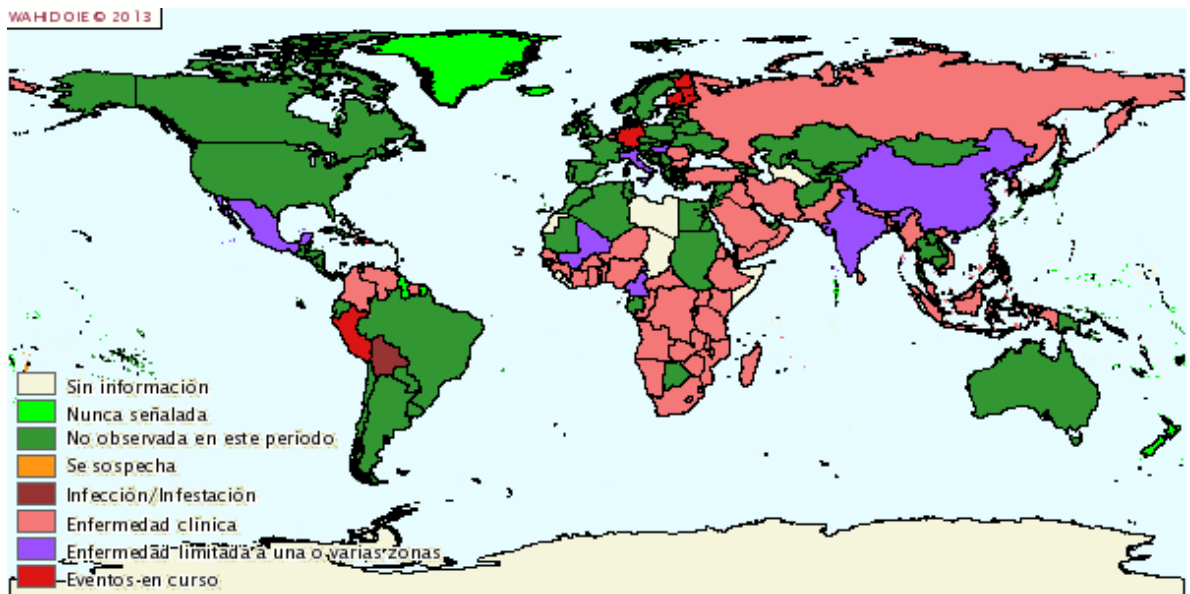 WAHID OIE © 2013
Sin información
Nunca señalada
No observada en este período
Se sospecha
Infección/Infestación
Enfermedad clínica
Enfermedad limitada a una o varias zonas
Eventos en curso